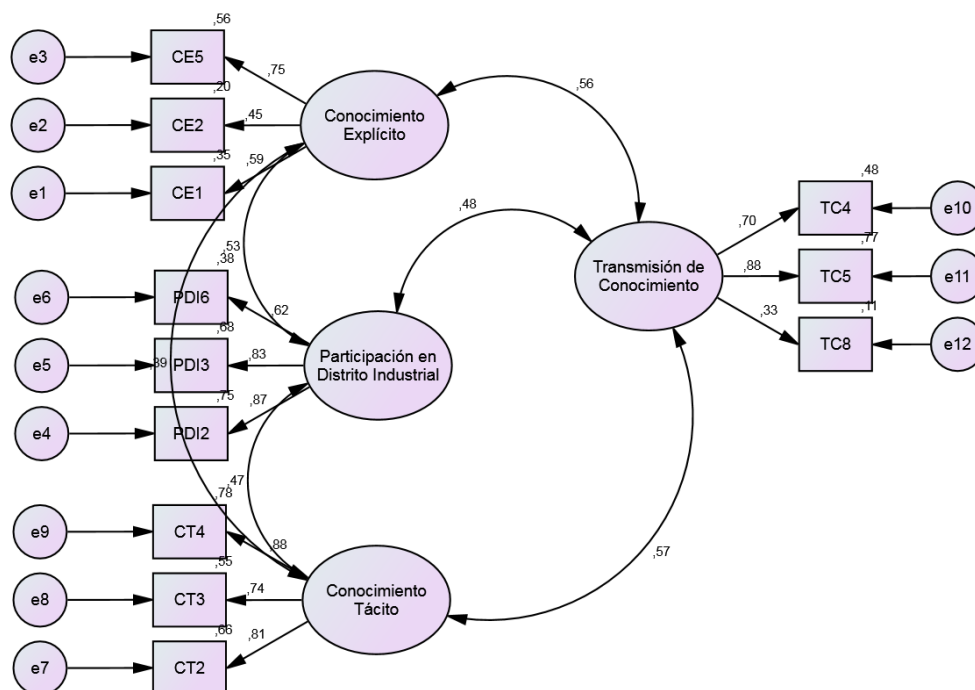 ,56
e3
CE5
,75
,20
e2
CE2
,45
,35
e1
CE1
,59
Conocimiento
Explícito
,56
,53
,48
,38
e6
PDI6
,62
,68
e5
PDI3
,83
,75
e4
PDI2
,87
Participación en
Distrito Industrial
,89
,47
,78
e9
CT4
,88
,55
e8
CT3
,74
,66
e7
CT2
,81
Conocimiento
Tácito
,57
Transmisión de
Conocimiento
,48
,70
TC4
e10
,77
,88
TC5
e11
,11
,33
TC8
e12